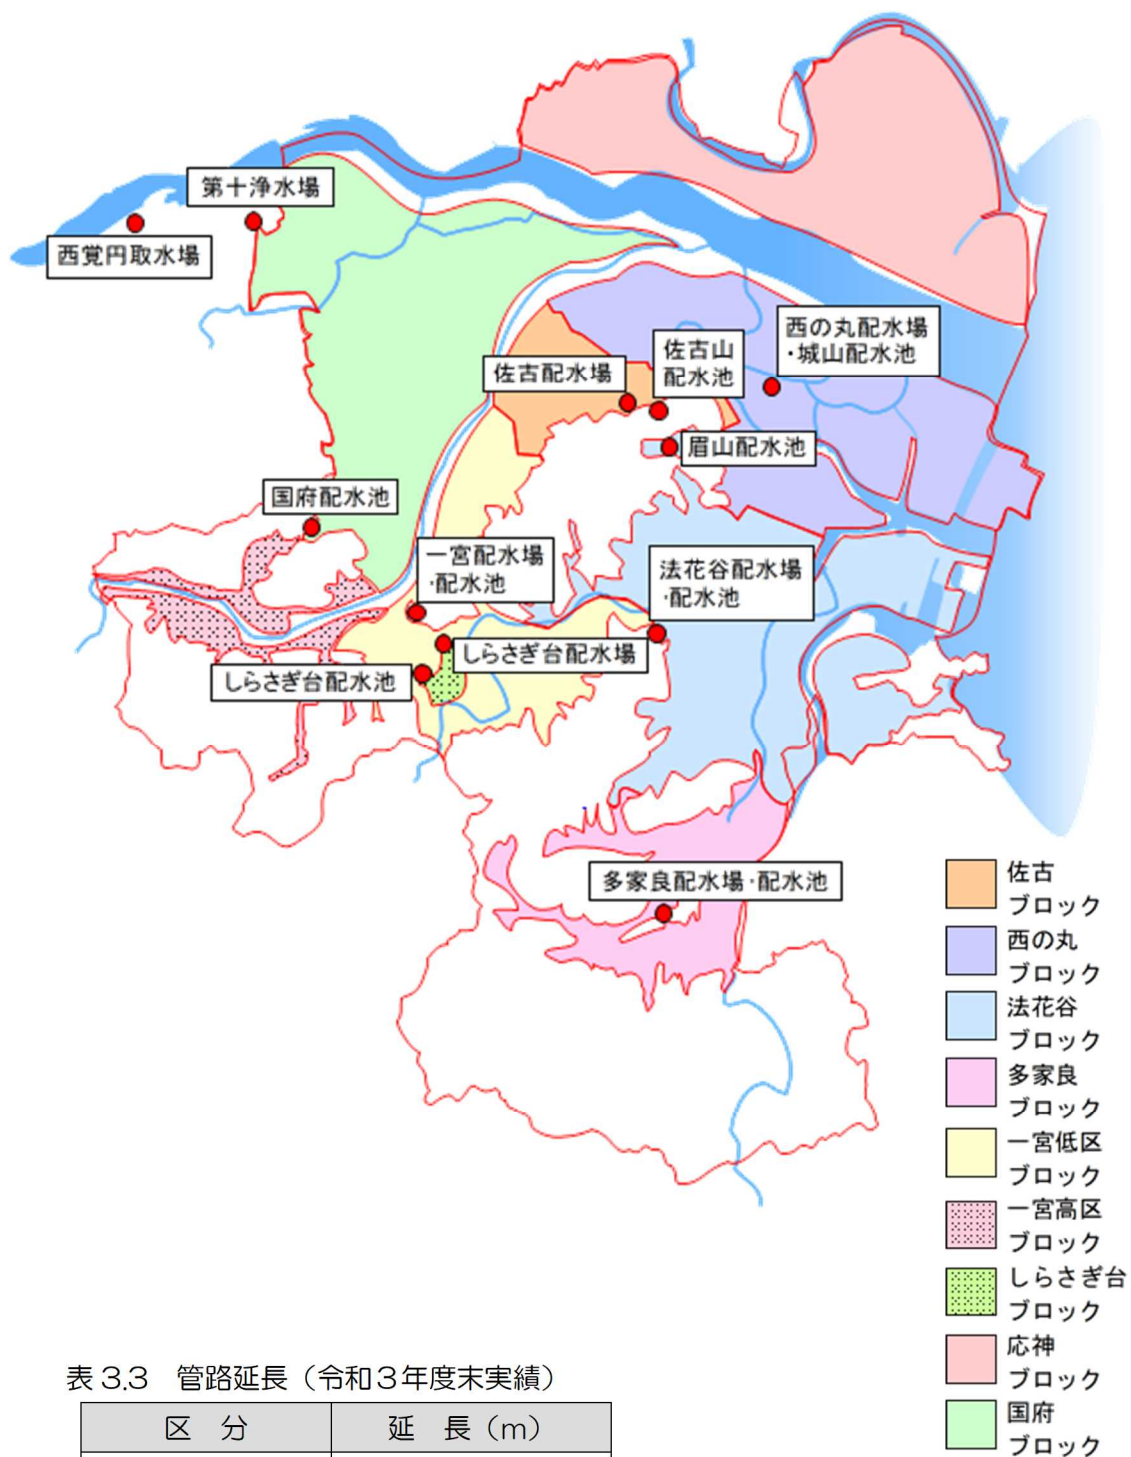 第十浄水場
西覚円取水場
西の丸配水場
・城山配水池
佐古山
配水池
佐古配水場
眉山配水池
国府配水池
一宮配水場
・配水池
法花谷配水場
・配水池
しらさぎ台配水場
しらさぎ台配水池
多家良配水場・配水池
佐古
ブロック
西の丸
ブロック
法花谷
ブロック
多家良
ブロック
一宮低区
ブロック
一宮高区
ブロック
しらさぎ台
ブロック
応神
ブロック
国府
ブロック
表 3.3 管路延長（令和３年度末実績）
区 分 延 長（m）